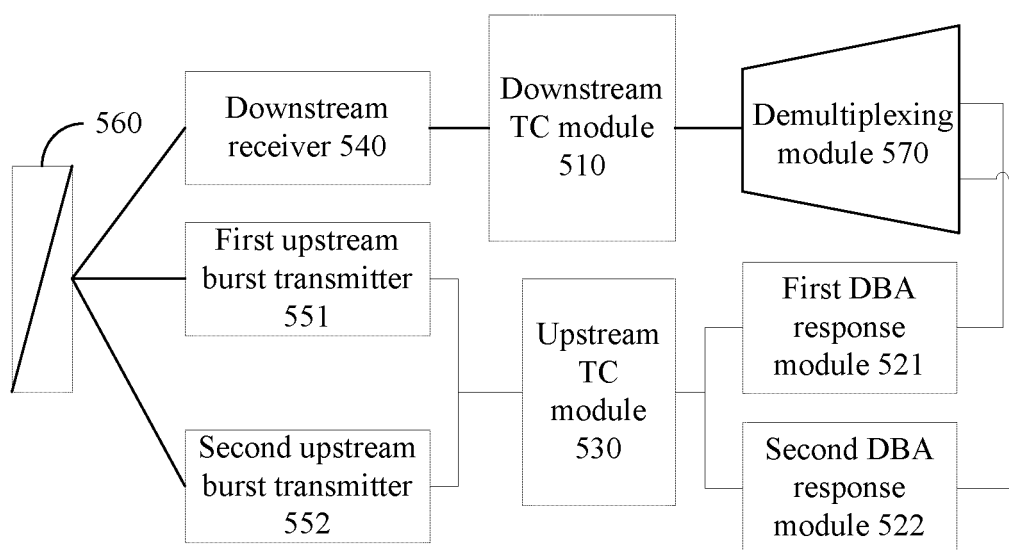 560
Downstream
receiver 540
Downstream
TC module
510
Demultiplexing
module 570
First upstream
burst transmitter
551
Upstream
TC
module
530
First DBA
response
module 521
Second upstream
burst transmitter
552
Second DBA
response
module 522